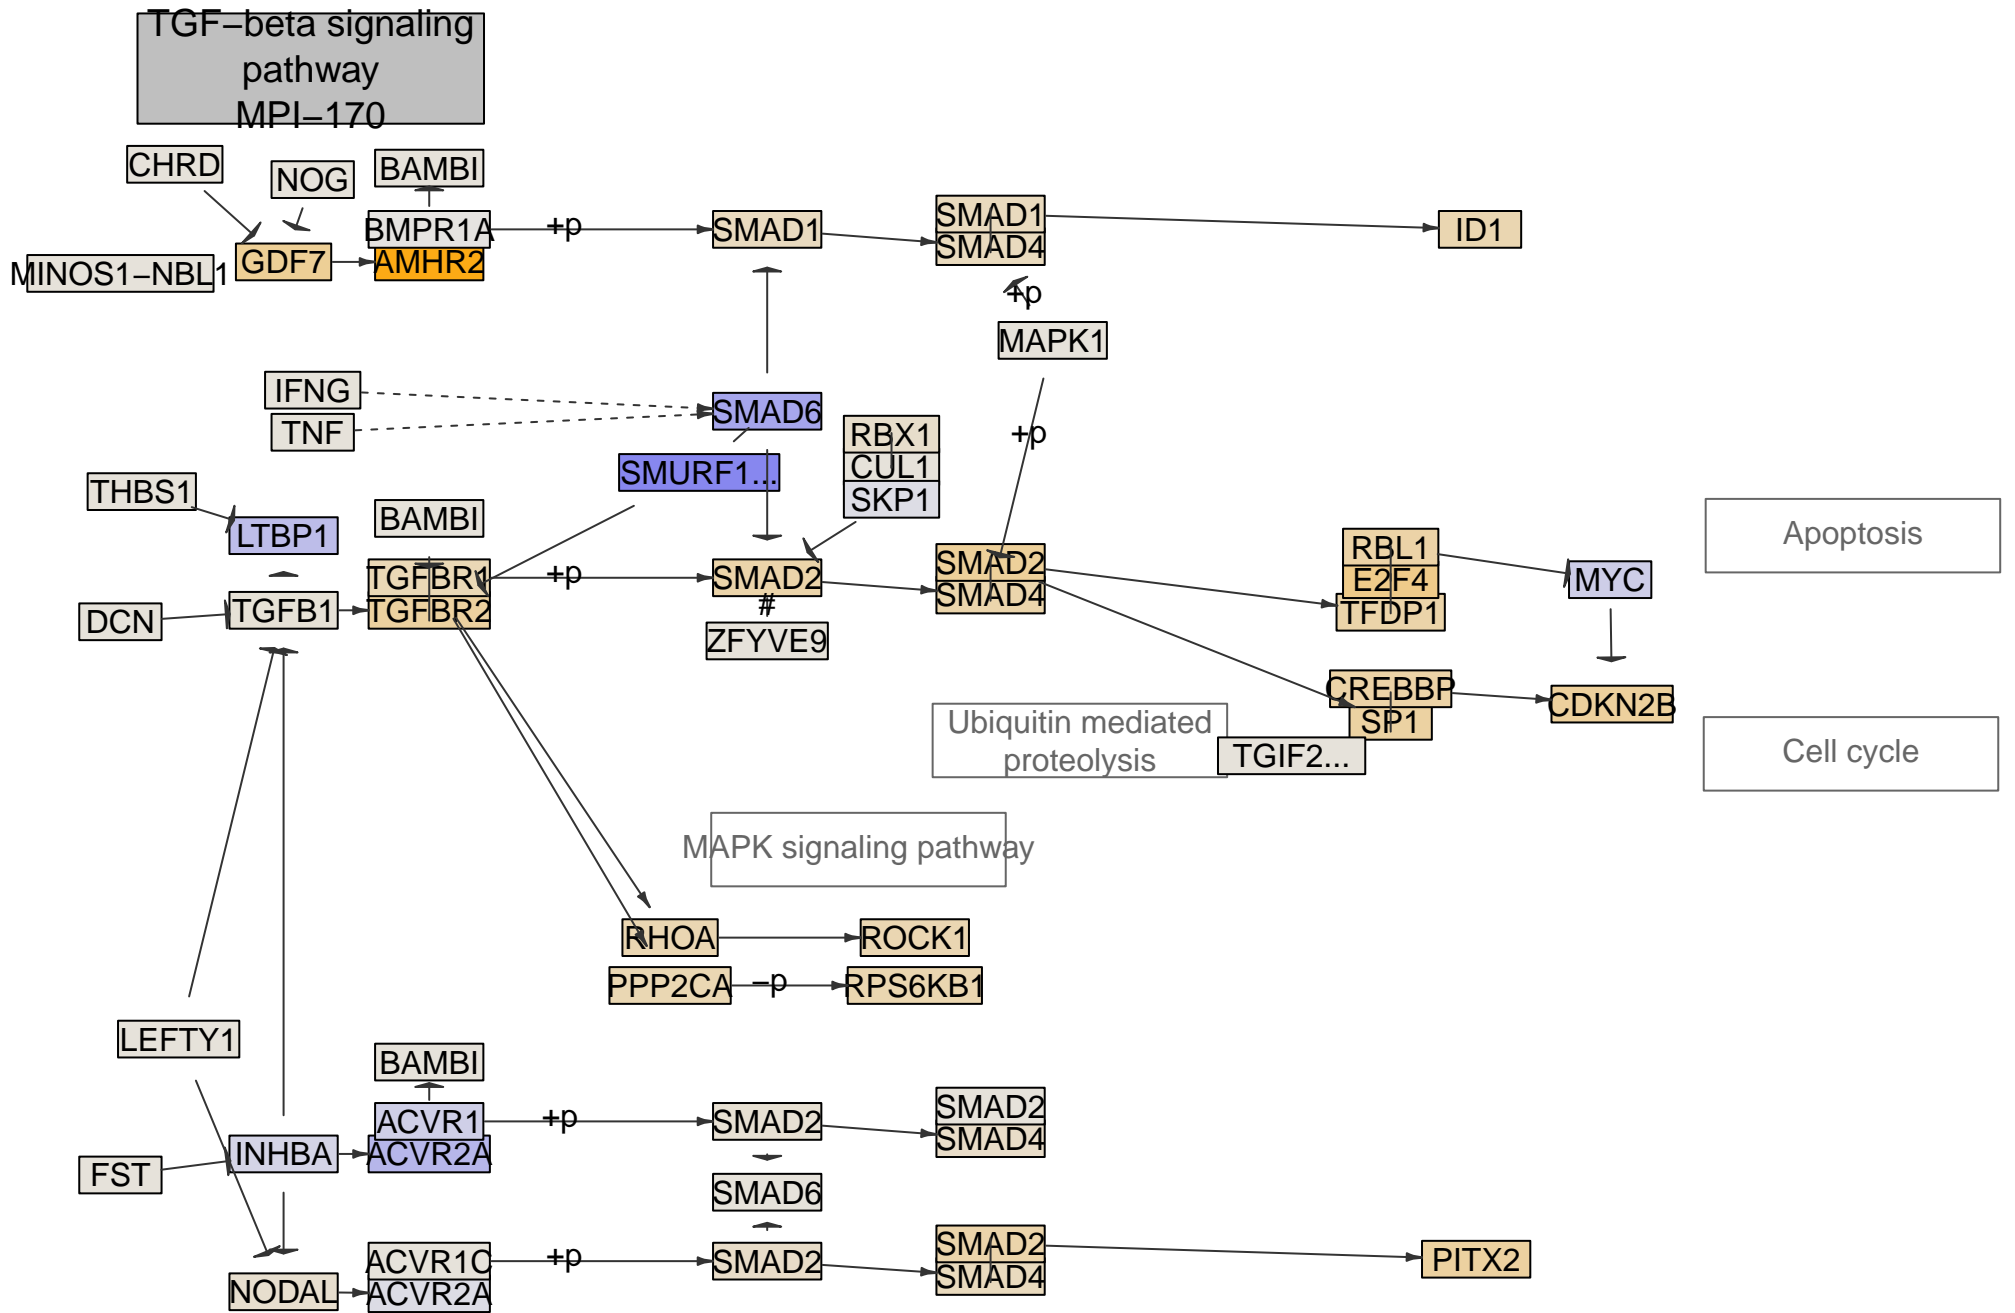 TGF−beta signaling
pathway
MPI−170
CHRD
NOG
BAMBI
BMPR1A
+p
SMAD1
SMAD1
SMAD4
ID1
MINOS1−NBL1
GDF7
AMHR2
+p
MAPK1
IFNG
TNF
SMAD6
RBX1
CUL1
SKP1
+p
SMURF1...
THBS1
LTBP1
BAMBI
Apoptosis
TGFBR1
TGFBR2
+p
SMAD2
#
ZFYVE9
SMAD2
SMAD4
RBL1
E2F4
TFDP1
MYC
DCN
TGFB1
CREBBP
SP1
CDKN2B
Ubiquitin mediated
proteolysis
TGIF2...
Cell cycle
MAPK signaling pathway
RHOA
ROCK1
PPP2CA
−p
RPS6KB1
LEFTY1
BAMBI
ACVR1
ACVR2A
+p
SMAD2
SMAD2
SMAD4
FST
INHBA
SMAD6
ACVR1C
ACVR2A
+p
SMAD2
SMAD2
SMAD4
PITX2
NODAL